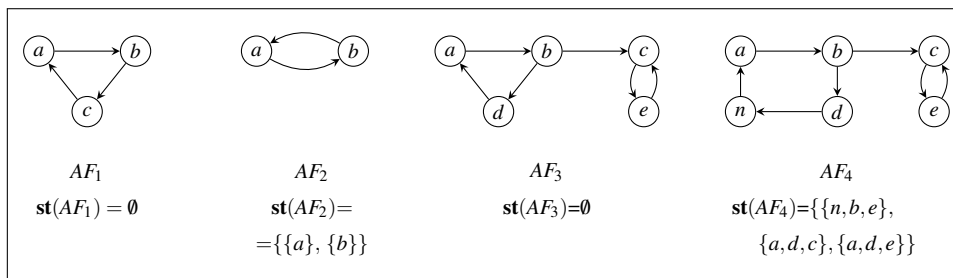 a b a b a b c a b c
c d e n d e
AF₁ AF₂ AF₃ AF₄
st(AF₁) = ∅ st(AF₂)= st(AF₃)=∅ st(AF₄)={{n,b,e},
={{a}, {b}} {a,d,c},{a,d,e}}